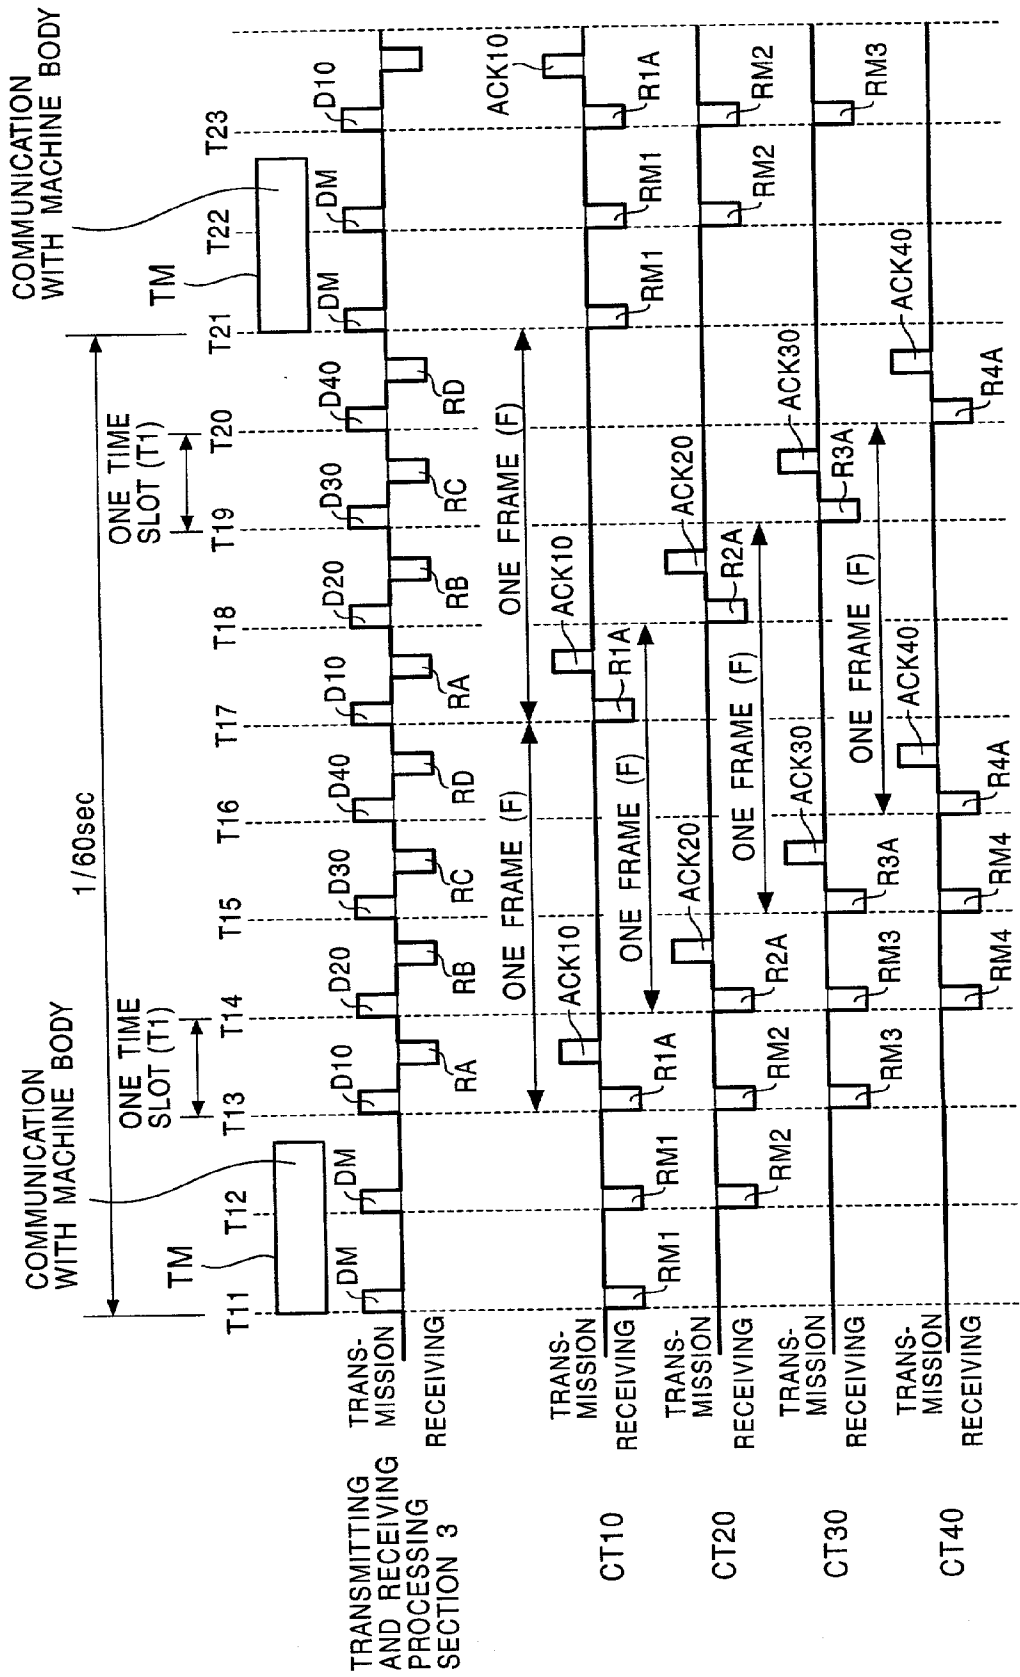 COMMUNICATION
WITH MACHINE BODY
COMMUNICATION
WITH MACHINE BODY
1/60sec
ONE TIME
SLOT (T1)
ONE TIME
SLOT (T1)
TM
TM
T11
T12
T13
T14
T15
T16
T17
T18
T19
T20
T21
T22
T23
TRANSMITTING
AND RECEIVING
PROCESSING
SECTION 3
TRANS-
MISSION
RECEIVING
DM
DM
D10
D20
D30
D40
D10
D20
D30
D40
DM
DM
D10
RA
RB
RC
RD
RA
RB
RC
RD
ONE FRAME (F)
ONE FRAME (F)
CT10
TRANS-
MISSION
RECEIVING
ACK10
ACK10
ACK10
RM1
RM1
R1A
R1A
RM1
RM1
R1A
ONE FRAME (F)
CT20
TRANS-
MISSION
RECEIVING
ACK20
ACK20
RM2
RM2
R2A
R2A
RM2
RM2
ONE FRAME (F)
CT30
TRANS-
MISSION
RECEIVING
ACK30
ACK30
RM3
RM3
R3A
R3A
RM3
ONE FRAME (F)
CT40
TRANS-
MISSION
RECEIVING
ACK40
ACK40
RM4
RM4
R4A
R4A